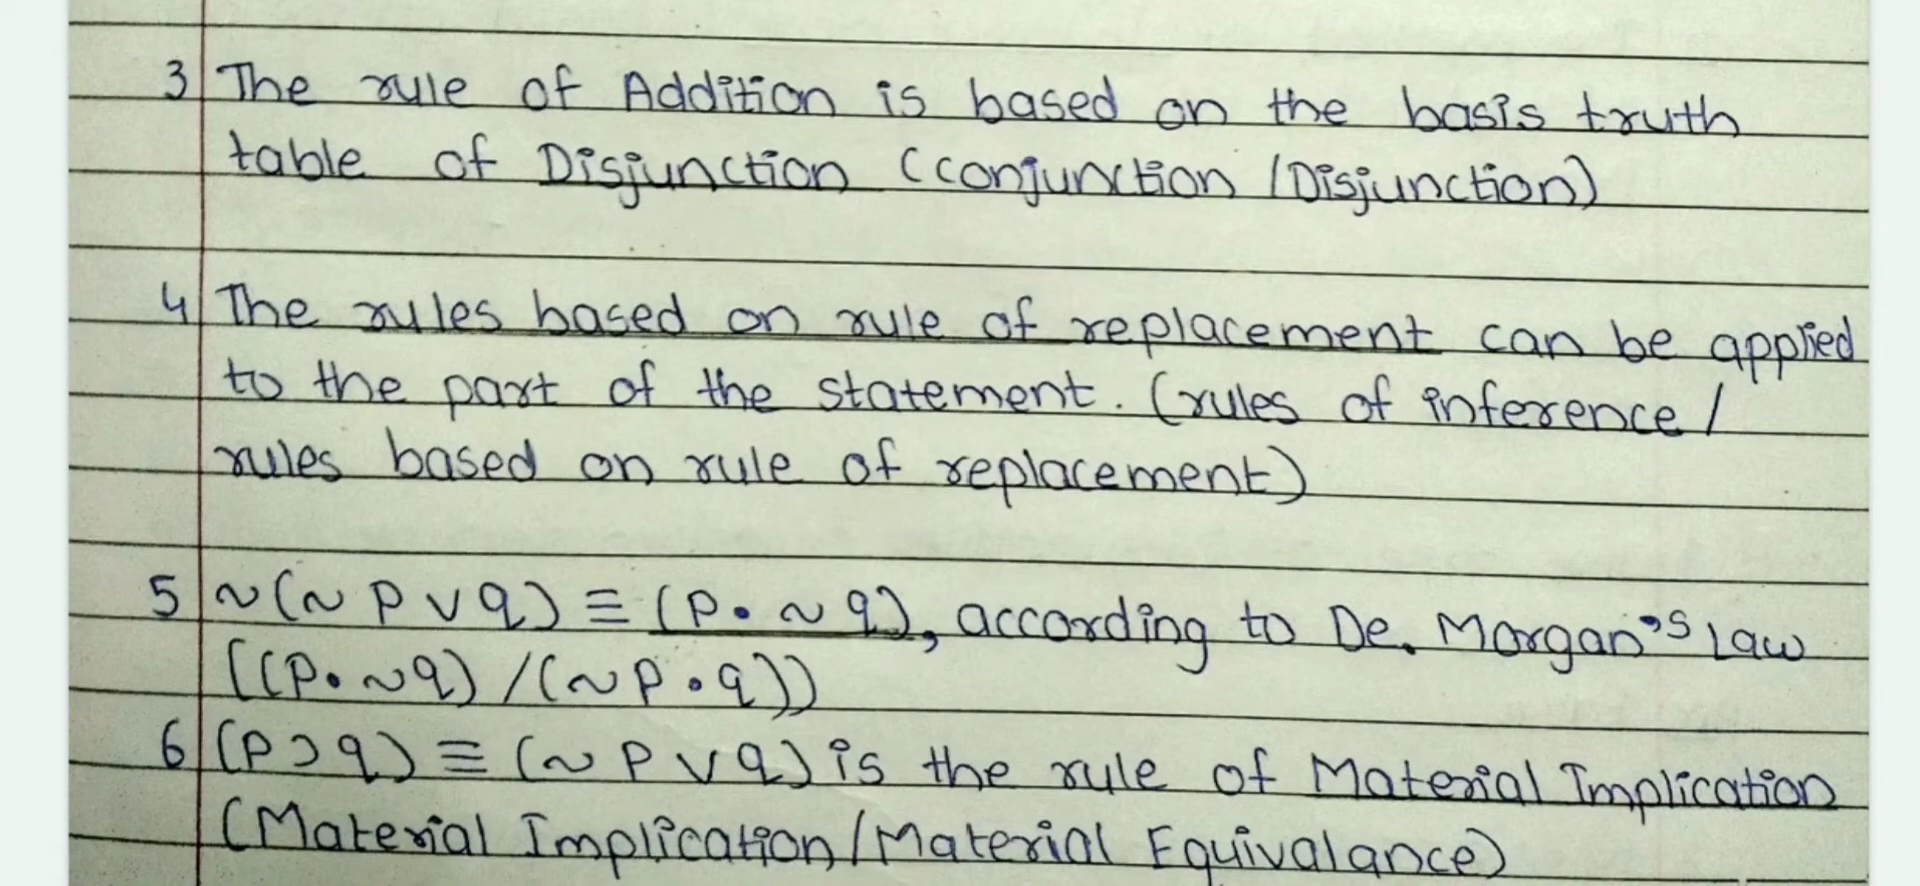 3 The rule of Addition is based on the basis truth
table of Disjunction (conjunction / Disjunction)
4 The rules based on rule of replacement can be applied
to the part of the statement. (rules of inference /
rules based on rule of replacement)
5 ~(~ p v q) ≡ (p . ~ q), according to De. Morgan's Law
((p . ~q) / (~ p . q))
6 (p ⊃ q) ≡ (~ p v q) is the rule of Material Implication
(Material Implication / Material Equivalance)